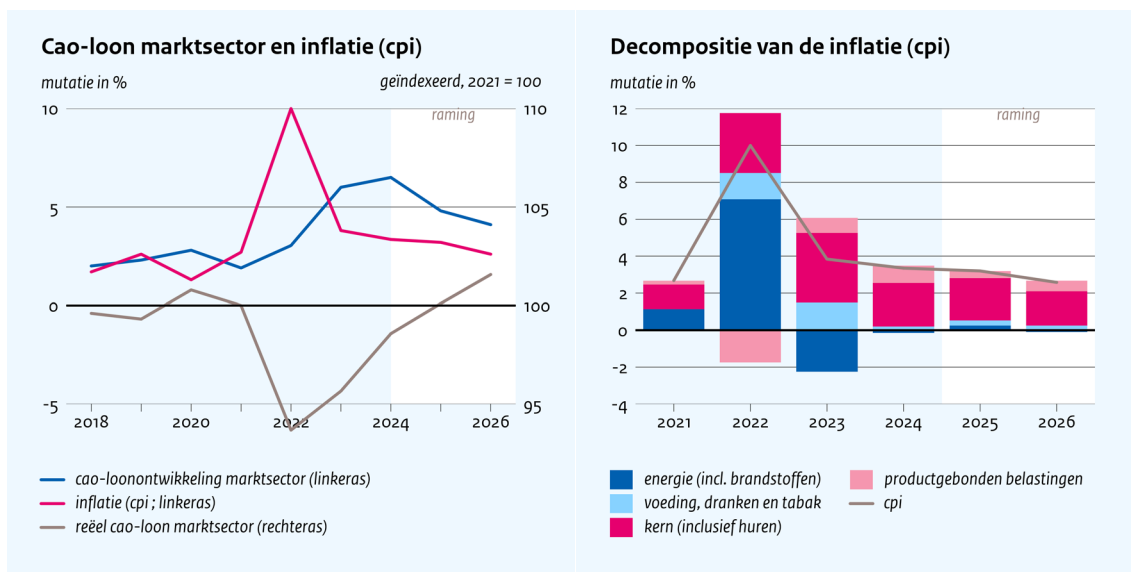 Cao-loon marktsector en inflatie (cpi)
mutatie in %
geïndexeerd, 2021 = 100
raming
10
5
0
-5
110
105
100
95
2018
2020
2022
2024
2026
cao-loonontwikkeling marktsector (linkeras)
inflatie (cpi ; linkeras)
reëel cao-loon marktsector (rechteras)
Decompositie van de inflatie (cpi)
mutatie in %
raming
12
10
8
6
4
2
0
-2
-4
2021
2022
2023
2024
2025
2026
energie (incl. brandstoffen)
voeding, dranken en tabak
kern (inclusief huren)
productgebonden belastingen
cpi